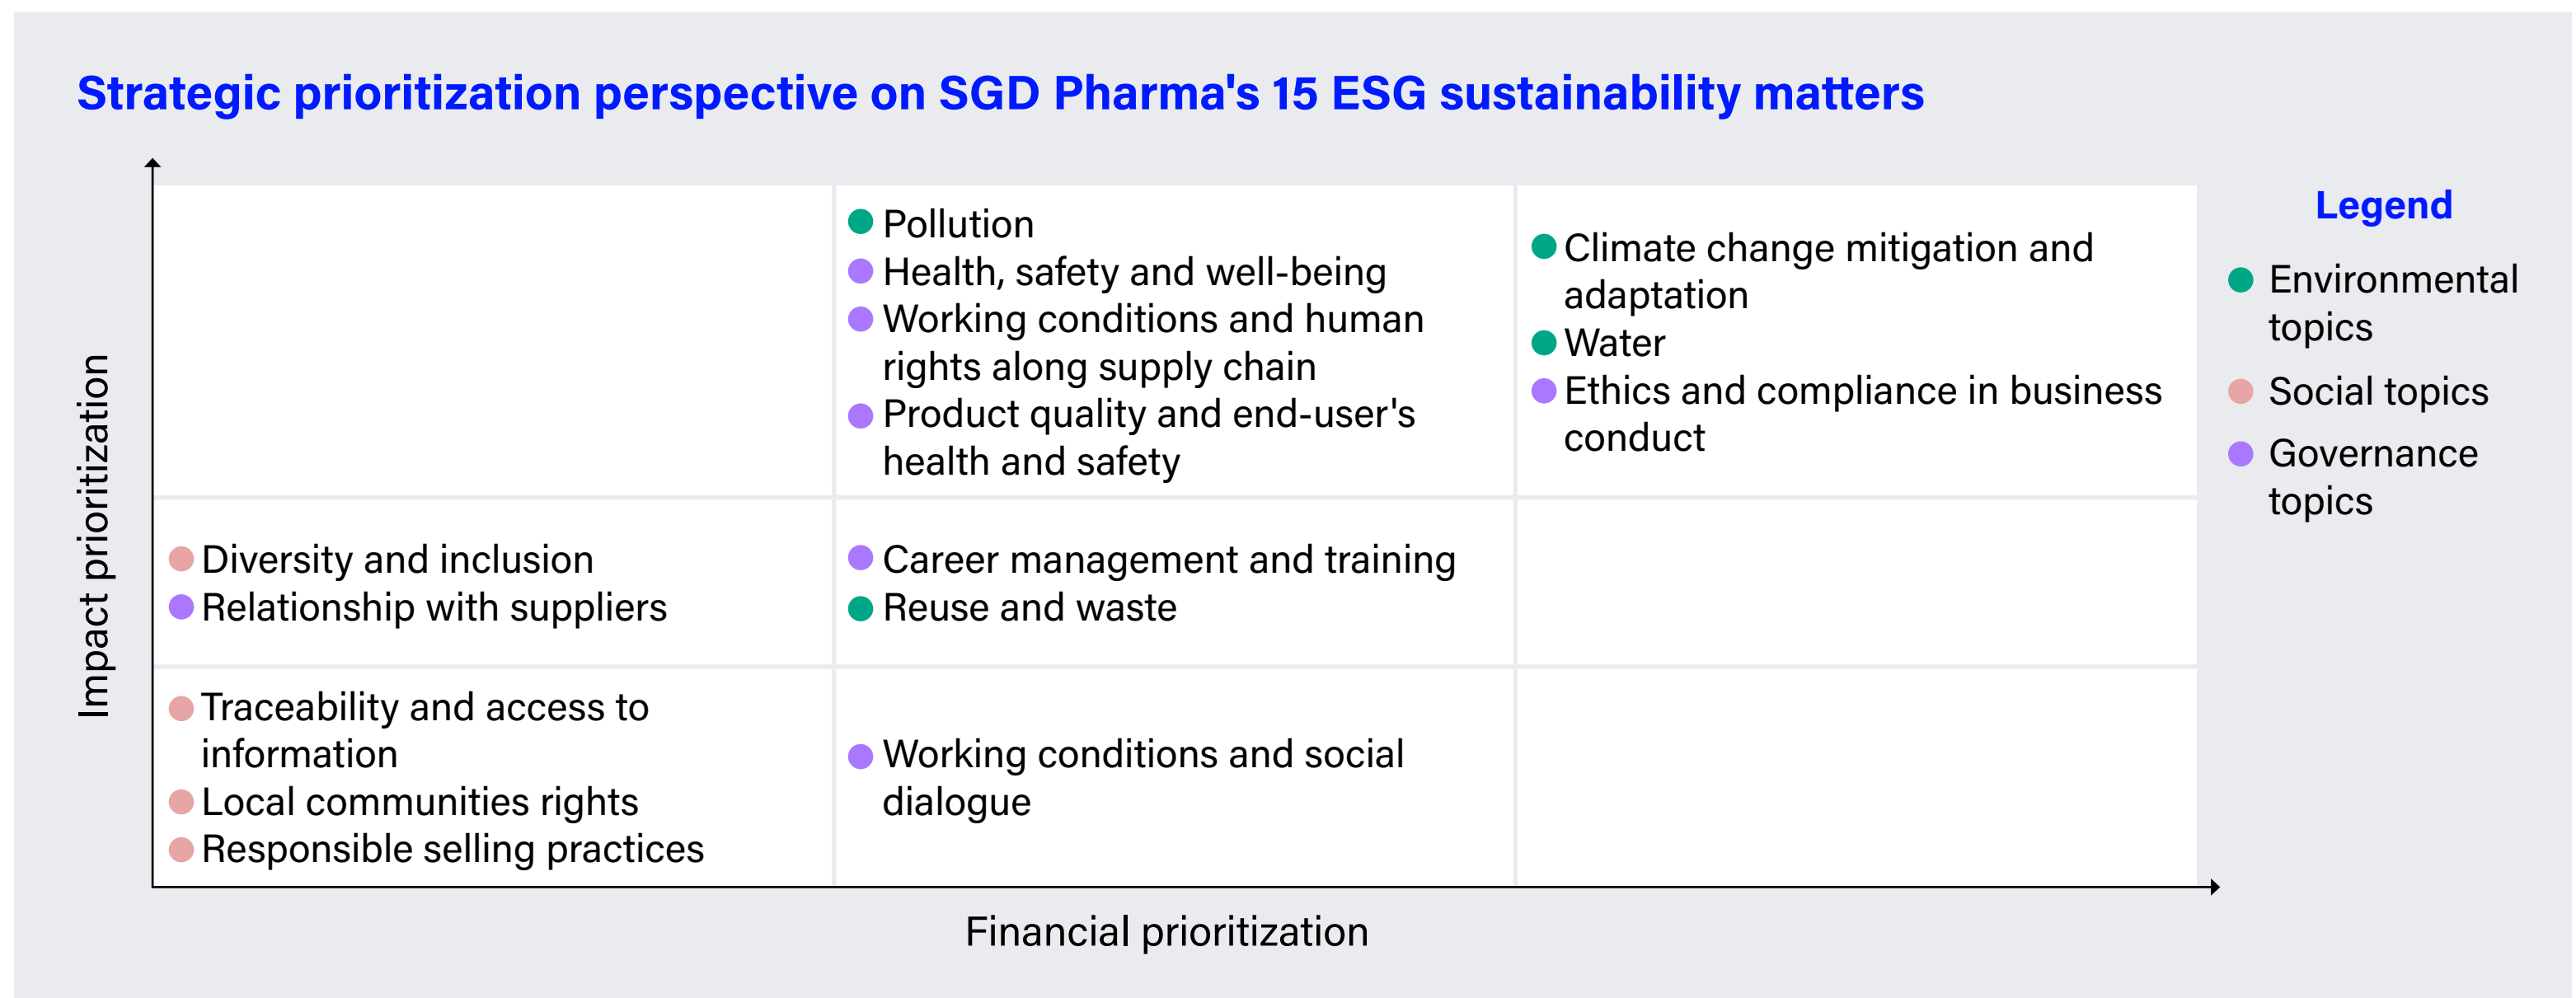 Strategic prioritization perspective on SGD Pharma's 15 ESG sustainability matters
Impact prioritization
Pollution
Health, safety and well-being
Working conditions and human
rights along supply chain
Product quality and end-user's
health and safety
Climate change mitigation and
adaptation
Water
Ethics and compliance in business
conduct
Diversity and inclusion
Relationship with suppliers
Career management and training
Reuse and waste
Traceability and access to
information
Local communities rights
Responsible selling practices
Working conditions and social
dialogue
Financial prioritization
Legend
Environmental
topics
Social topics
Governance
topics